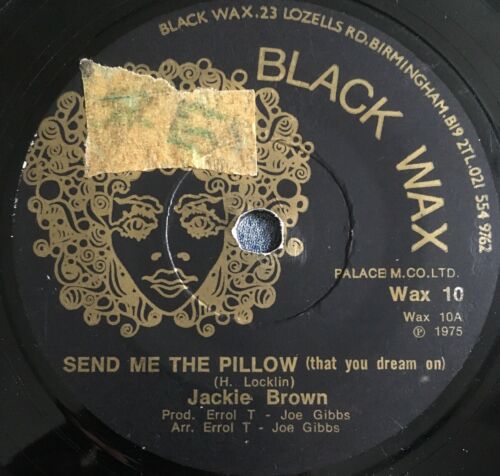 BLACK WAX.23 LOZELLS RD.BIRMINGHAM.B19 2TL.021 554 9762
BLACK WAX
PALACE M.CO.LTD.
Wax 10
Wax 10A
Ⓟ 1975
SEND ME THE PILLOW (that you dream on)
(H. Locklin)
Jackie Brown
Prod. Errol T - Joe Gibbs
Arr. Errol T - Joe Gibbs